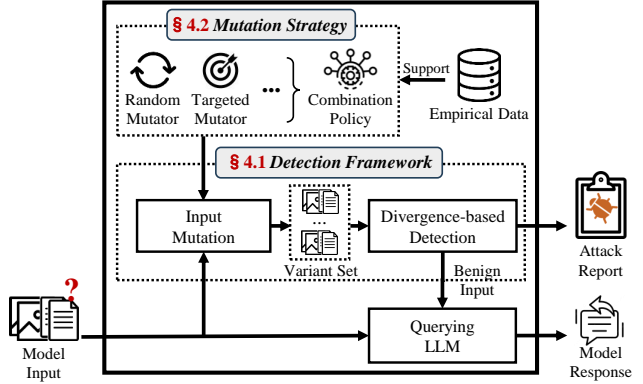 § 4.2 Mutation Strategy
Random
Mutator
Targeted
Mutator
...
Combination
Policy
Support
Empirical Data
§ 4.1 Detection Framework
Input
Mutation
...
Variant Set
Divergence-based
Detection
Attack
Report
Benign
Input
?
Model
Input
Querying
LLM
Model
Response